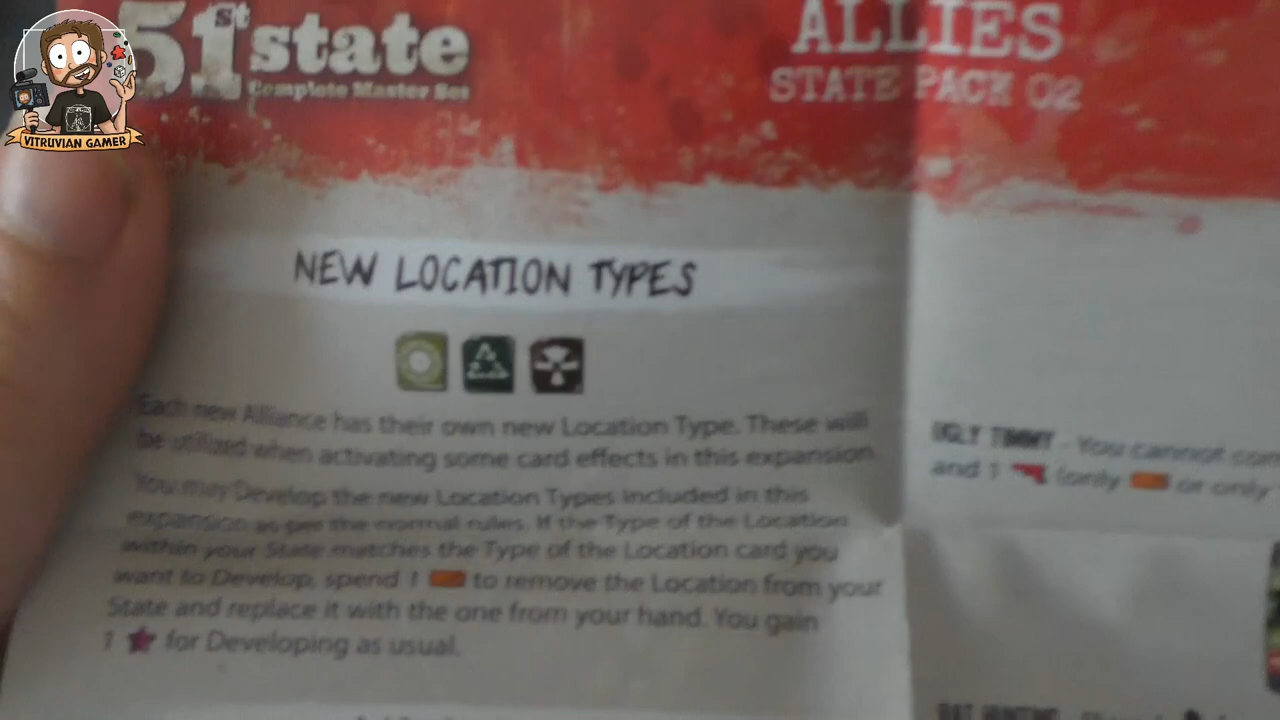 51st state
Complete Master Set
ALLIES
STATE PACK 02
VITRUVIAN GAMER
NEW LOCATION TYPES
Each new Alliance has their own new Location Type. These will
be utilized when activating some card effects in this expansion.
You may Develop the new Location Types included in this
expansion as per the normal rules. If the Type of the Location
within your State matches the Type of the Location card you
want to Develop, spend 1 to remove the Location from your
State and replace it with the one from your hand. You gain
1 for Developing as usual.
UGLY TIMMY - You cannot
and 1 (only or only